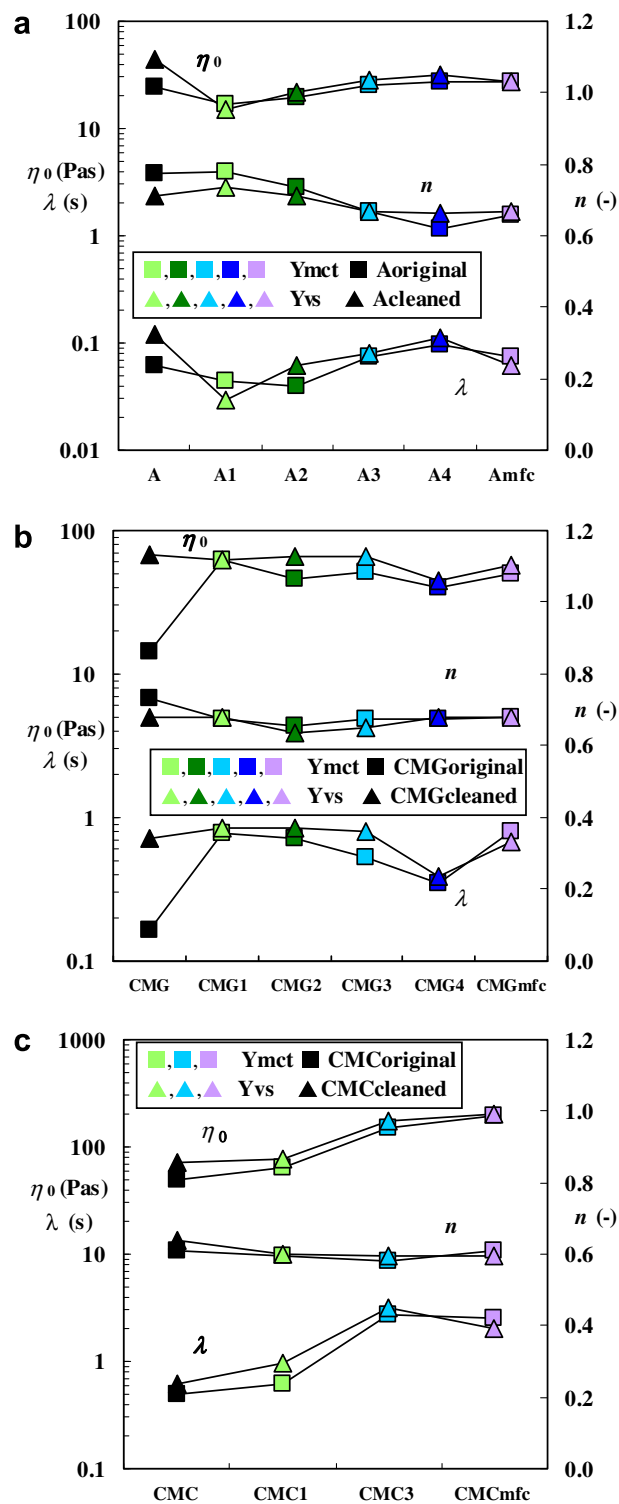 a
100
10
1
0.1
0.01
η0 (Pas)
λ (s)
1.2
1.0
0.8
0.6
0.4
0.2
0.0
n (-)
η0
n
λ
, , , , Ymct Aoriginal
, , , , Yvs Acleaned
A A1 A2 A3 A4 Amfc
b
100
10
1
0.1
η0 (Pas)
λ (s)
1.2
1.0
0.8
0.6
0.4
0.2
0.0
n (-)
η0
n
λ
, , , , Ymct CMGoriginal
, , , , Yvs CMGcleaned
CMG CMG1 CMG2 CMG3 CMG4 CMGmfc
c
1000
100
10
1
0.1
η0 (Pas)
λ (s)
1.2
1.0
0.8
0.6
0.4
0.2
0.0
n (-)
, , Ymct CMCoriginal
, , Yvs CMCcleaned
η0
n
λ
CMC CMC1 CMC3 CMCmfc